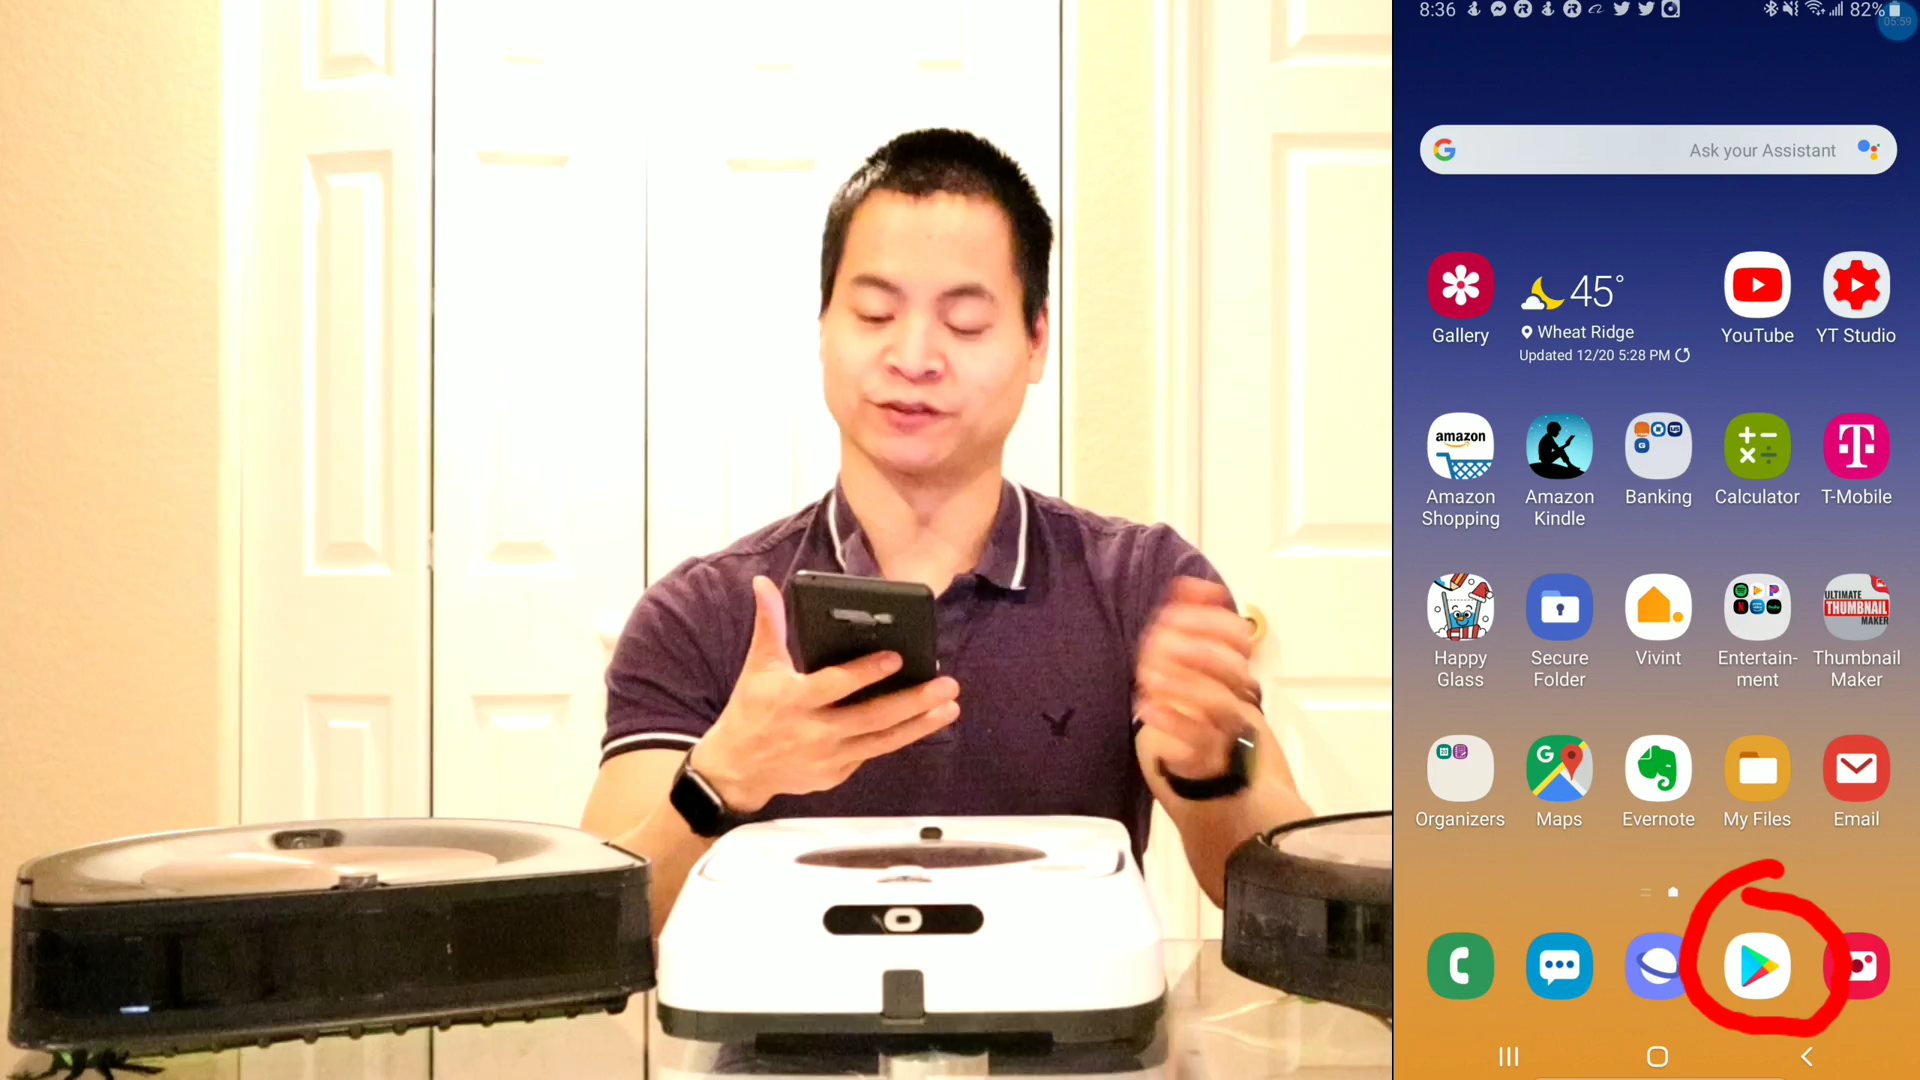 8:36
82%
05:59
G
Ask your Assistant
45°
Wheat Ridge
Updated 12/20 5:28 PM
Gallery
YouTube
YT Studio
amazon
Amazon Shopping
Amazon Kindle
Banking
Calculator
T
T-Mobile
Happy Glass
Secure Folder
Vivint
Entertain-
ment
ULTIMATE
THUMBNAIL
MAKER
Thumbnail Maker
Organizers
G
Maps
Evernote
My Files
Email